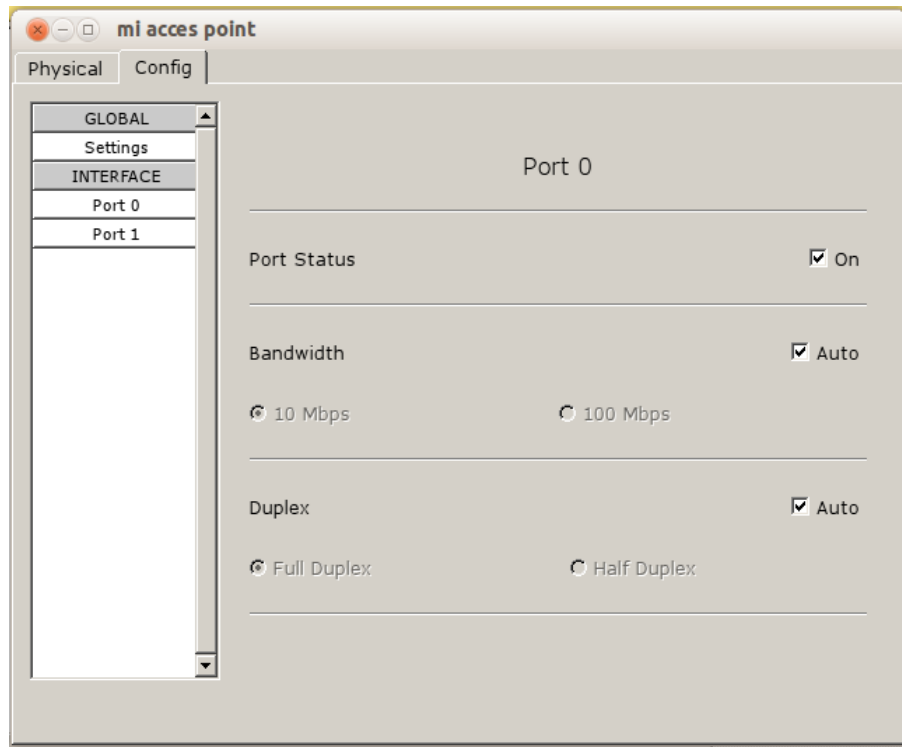 mi acces point
Physical Config
GLOBAL
Settings
INTERFACE
Port 0
Port 1
Port 0
Port Status On
Bandwidth Auto
10 Mbps 100 Mbps
Duplex Auto
Full Duplex Half Duplex